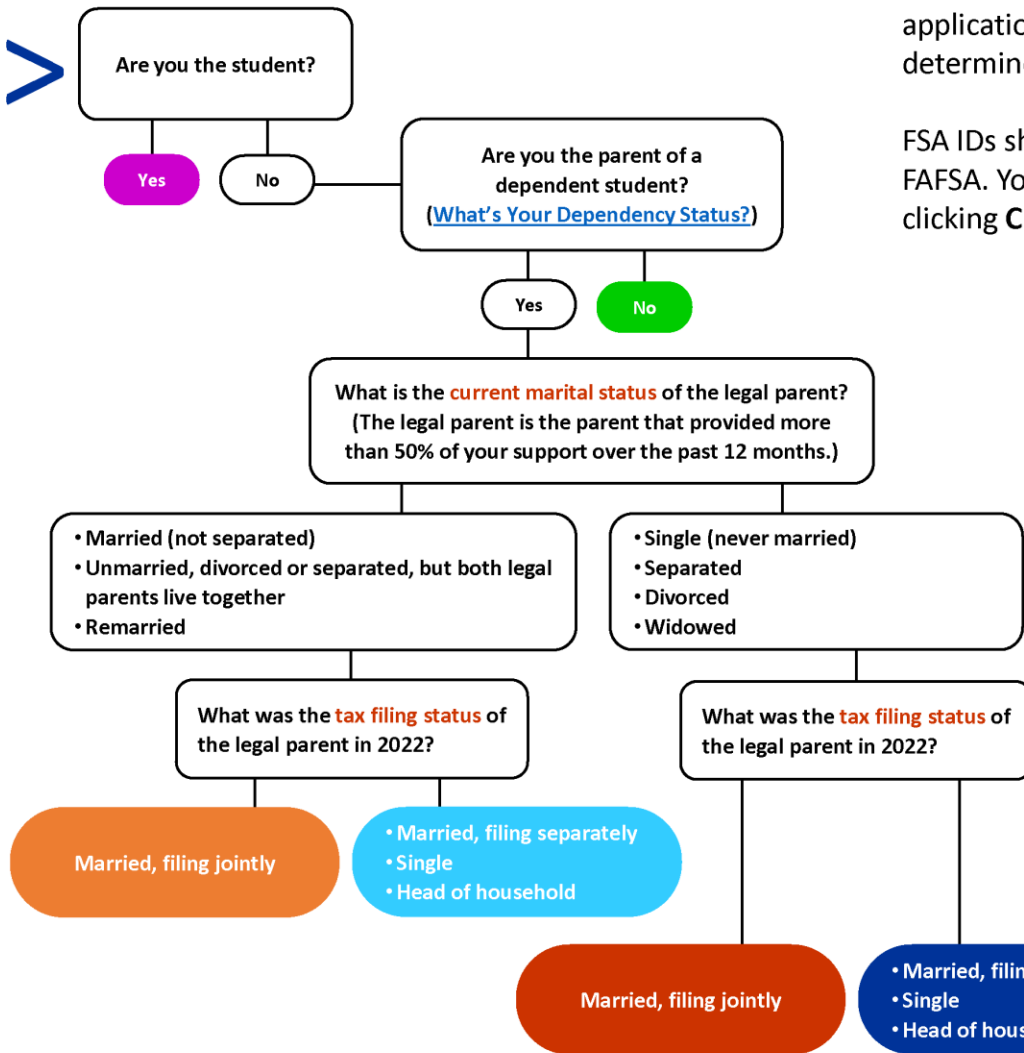 >
Are you the student?
Yes
No
applicatio
determin
FSA IDs sh
FAFSA. Yo
clicking C
Are you the parent of a
dependent student?
(What's Your Dependency Status?)
Yes
No
What is the current marital status of the legal parent?
(The legal parent is the parent that provided more
than 50% of your support over the past 12 months.)
• Married (not separated)
• Unmarried, divorced or separated, but both legal
parents live together
• Remarried
• Single (never married)
• Separated
• Divorced
• Widowed
What was the tax filing status of
the legal parent in 2022?
What was the tax filing status of
the legal parent in 2022?
Married, filing jointly
• Married, filing separately
• Single
• Head of household
Married, filing jointly
• Married, filin
• Single
• Head of hous